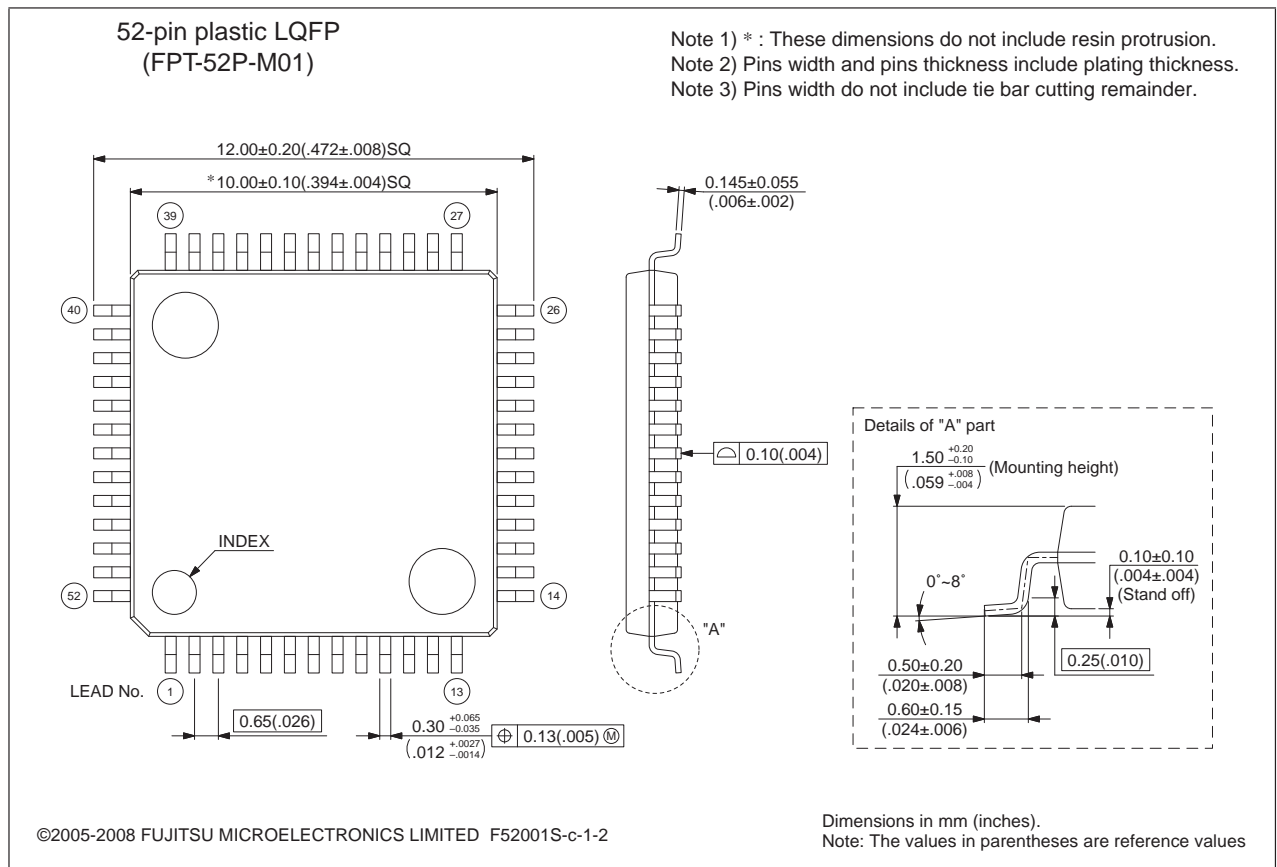 52-pin plastic LQFP
(FPT-52P-M01)
Note 1) * : These dimensions do not include resin protrusion.
Note 2) Pins width and pins thickness include plating thickness.
Note 3) Pins width do not include tie bar cutting remainder.
12.00±0.20(.472±.008)SQ
*10.00±0.10(.394±.004)SQ
0.145±0.055
(.006±.002)
39
27
40
26
0.10(.004)
Details of "A" part
1.50 +0.20 –0.10
(.059 +.008 –.004)
(Mounting height)
INDEX
0.10±0.10
(.004±.004)
(Stand off)
0˚~8˚
52
14
"A"
0.25(.010)
0.50±0.20
(.020±.008)
LEAD No.
1
13
0.60±0.15
(.024±.006)
0.65(.026)
0.30 +0.065 –0.035
(.012 +.0027 –.0014)
0.13(.005) Ⓜ
©2005-2008 FUJITSU MICROELECTRONICS LIMITED F52001S-c-1-2
Dimensions in mm (inches).
Note: The values in parentheses are reference values